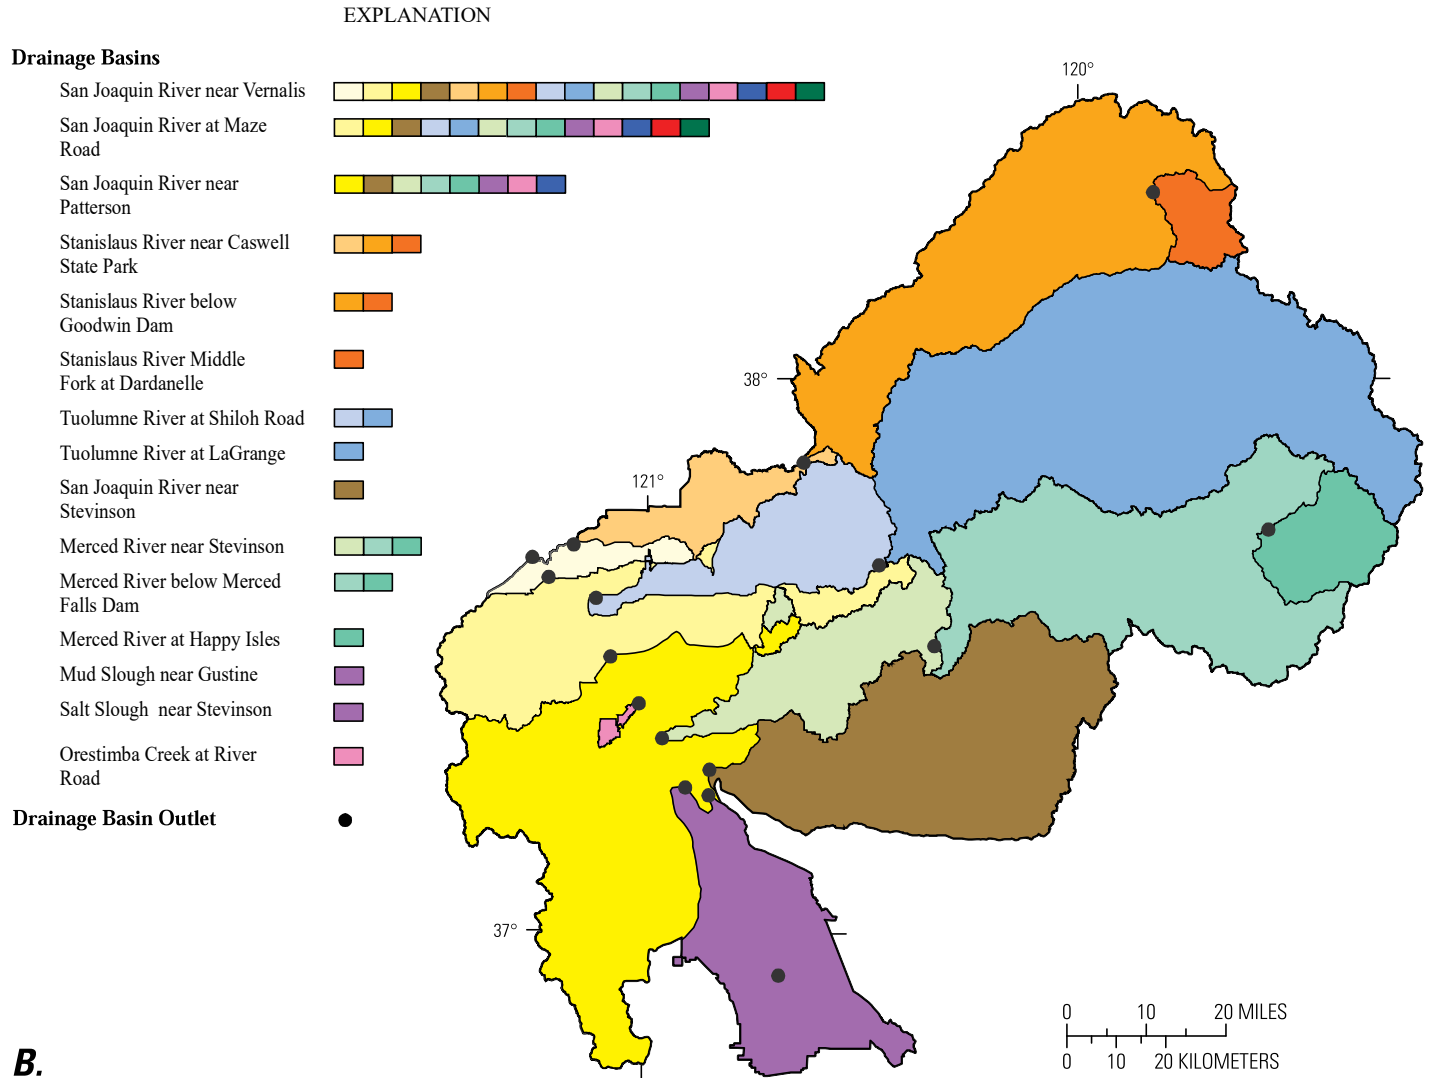 EXPLANATION
Drainage Basins
San Joaquin River near Vernalis
San Joaquin River at Maze
Road
San Joaquin River near
Patterson
Stanislaus River near Caswell
State Park
Stanislaus River below
Goodwin Dam
Stanislaus River Middle
Fork at Dardanelle
Tuolumne River at Shiloh Road
Tuolumne River at LaGrange
San Joaquin River near
Stevinson
Merced River near Stevinson
Merced River below Merced
Falls Dam
Merced River at Happy Isles
Mud Slough near Gustine
Salt Slough near Stevinson
Orestimba Creek at River
Road
Drainage Basin Outlet
120°
38°
121°
37°
0 10 20 MILES
0 10 20 KILOMETERS
B.